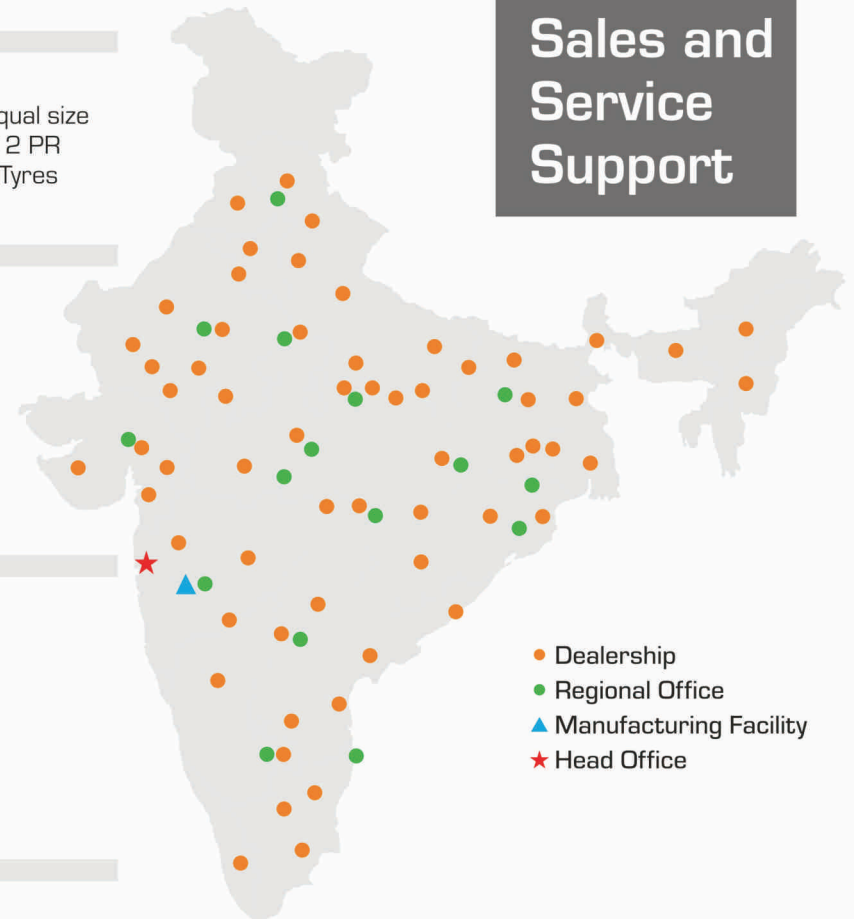 qual size
2 PR
Tyres
Sales and
Service
Support
Dealership
Regional Office
Manufacturing Facility
Head Office